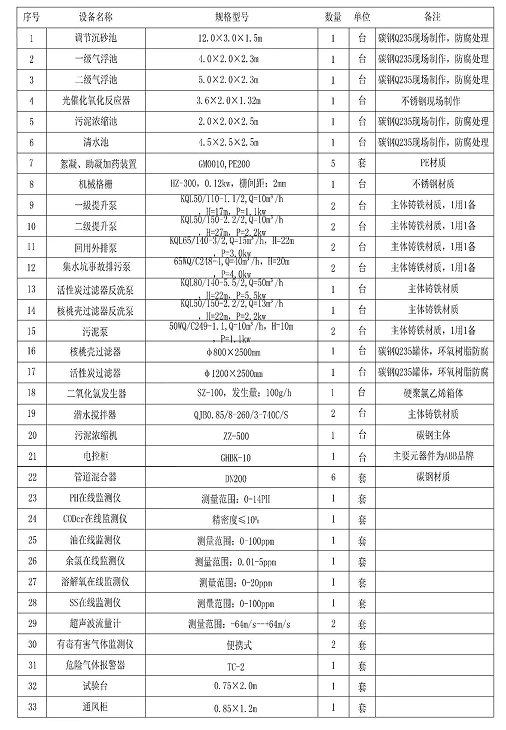 序号 设备名称 规格型号 数量 单位 备注
1 调节沉砂池 12.0×3.0×1.5m 1 台 碳钢Q235现场制作，防腐处理
2 一级气浮池 4.0×2.0×2.3m 1 台 碳钢Q235现场制作，防腐处理
3 二级气浮池 5.0×2.0×2.3m 1 台 碳钢Q235现场制作，防腐处理
4 光催化氧化反应器 3.6×2.0×1.32m 1 台 不锈钢现场制作
5 污泥浓缩池 2.0×2.0×2.5m 1 台 碳钢Q235现场制作，防腐处理
6 清水池 4.5×2.5×2.5m 1 台 碳钢Q235现场制作，防腐处理
7 絮凝、助凝加药装置 GM0010,PE200 5 套 PE材质
8 机械格栅 HZ-300，0.12kw，栅间距：2mm 1 台 不锈钢材质
9 一级提升泵 KQL50/110-1.1/2,Q=10m³/h
，H=17m，P=1.1kw 2 台 主体铸铁材质，1用1备
10 二级提升泵 KQL50/150-2.2/2,Q=10m³/h
，H=27m，P=2.2kw 2 台 主体铸铁材质，1用1备
11 回用外排泵 KQL65/140-3/2,Q=15m³/h，H=22m
，P=3.0kw 2 台 主体铸铁材质，1用1备
12 集水坑事故排污泵 65WQ/C248-4,Q=40m³/h，H=20m
，P=4.0kw 2 台 主体铸铁材质，1用1备
13 活性炭过滤器反洗泵 KQL80/140-5.5/2,Q=50m³/h
，H=22m，P=5.5kw 1 台 主体铸铁材质
14 核桃壳过滤器反洗泵 KQL50/150-2.2/2,Q=13m³/h
，H=22m，P=2.2kw 1 台 主体铸铁材质
15 污泥泵 50WQ/C249-1.1,Q=10m³/h，H=10m
，P=1.1kw 2 台 主体铸铁材质，1用1备
16 核桃壳过滤器 φ800×2500mm 1 台 碳钢Q235罐体，环氧树脂防腐
17 活性炭过滤器 φ1200×2500mm 1 台 碳钢Q235罐体，环氧树脂防腐
18 二氧化氯发生器 SZ-100，发生量：100g/h 1 台 硬聚氯乙烯箱体
19 潜水搅拌器 QJB0.85/8-260/3-740C/S 2 台 主体铸铁材质
20 污泥浓缩机 ZZ-500 1 台 碳钢主体
21 电控柜 GHDK-10 1 台 主要元器件为ABB品牌
22 管道混合器 DN200 6 套 碳钢材质
23 PH在线监测仪 测量范围：0-14PH 1 套
24 CODcr在线监测仪 精密度≤10% 1 套
25 油在线监测仪 测量范围：0-100ppm 1 套
26 余氯在线监测仪 测量范围：0.01-5ppm 1 套
27 溶解氧在线监测仪 测量范围：0-20ppm 1 套
28 SS在线监测仪 测量范围：0-100ppm 1 套
29 超声波流量计 测量范围：-64m/s--+64m/s 2 套
30 有毒有害气体监测仪 便携式 2 套
31 危险气体报警器 TC-2 1 套
32 试验台 0.75×2.0m 1 套
33 通风柜 0.85×1.2m 1 套